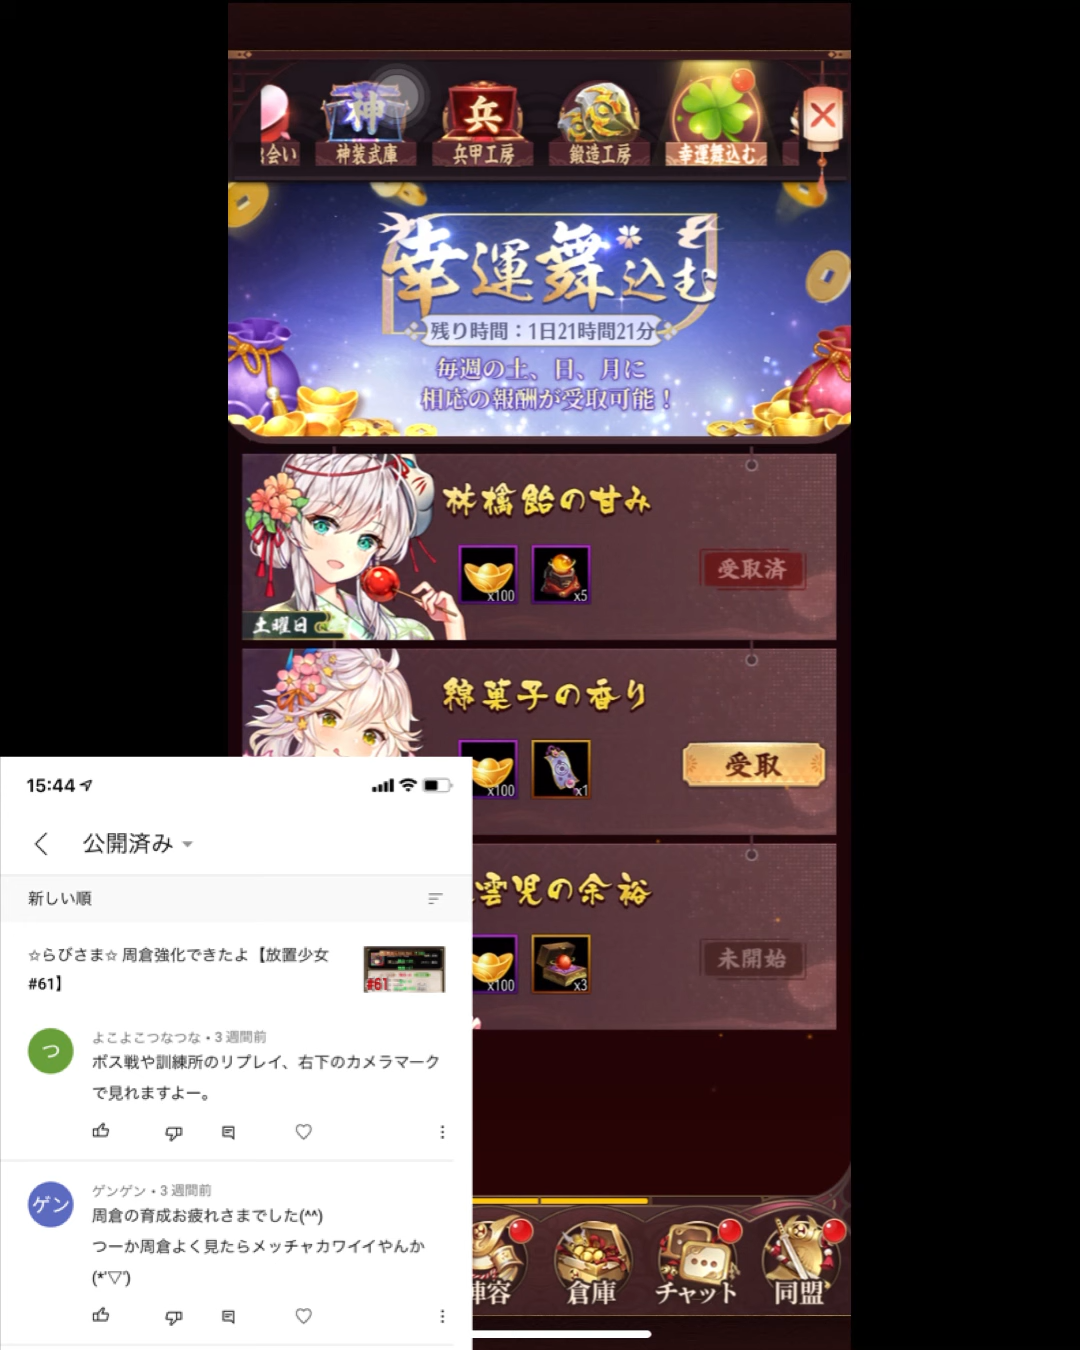 会い
神
神装武庫
兵
兵甲工房
鍛造工房
幸運舞込む
幸運舞込む
残り時間：1日21時間21分
毎週の土、日、月に
相応の報酬が受取可能！
林檎飴の甘み
x100
x5
受取済
土曜日
綿菓子の香り
x100
x1
受取
雲児の余裕
x100
x3
未開始
15:44
公開済み
新しい順
☆らびさま☆ 周倉強化できたよ【放置少女
#61】
#61
つ
よこよこつなつな • 3 週間前
ボス戦や訓練所のリプレイ、右下のカメラマーク
で見れますよー。
ゲン
ゲンゲン • 3 週間前
周倉の育成お疲れさまでした(^^)
つーか周倉よく見たらメッチャカワイイやんか
(*'▽')
陣容
倉庫
チャット
同盟